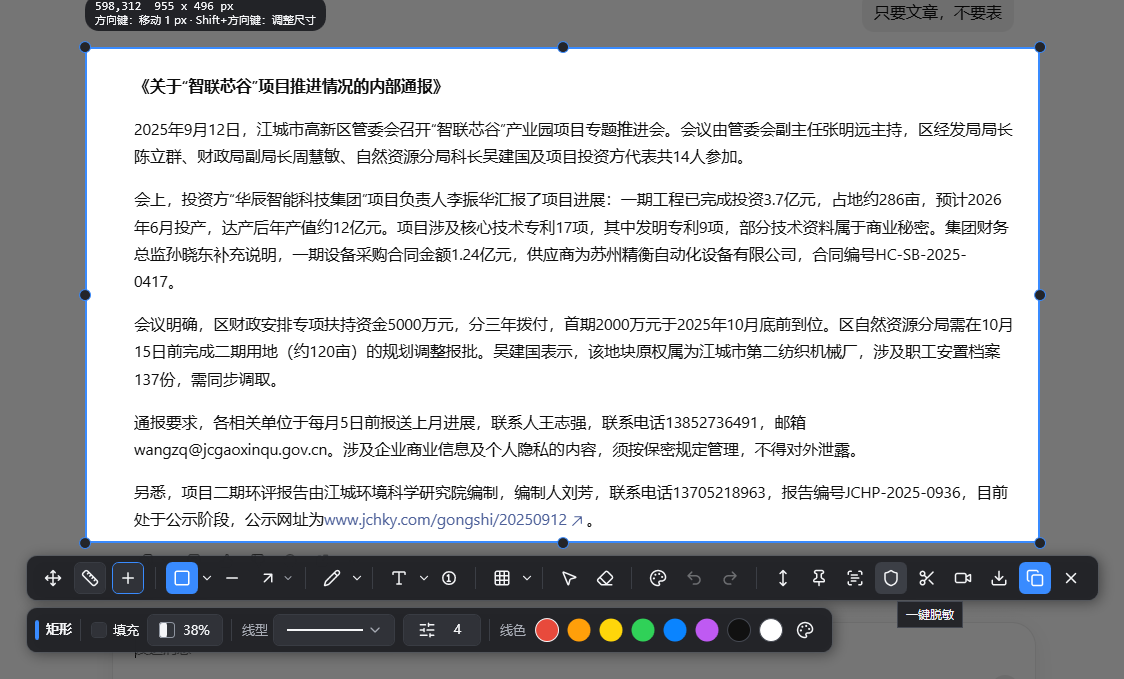 598,312 955 x 496 px
方向键：移动 1 px · Shift+方向键：调整尺寸
只要文章，不要表
《关于“智联芯谷”项目推进情况的内部通报》
2025年9月12日，江城市高新区管委会召开“智联芯谷”产业园项目专题推进会。会议由管委会副主任张明远主持，区经发局局长
陈立群、财政局副局长周慧敏、自然资源分局科长吴建国及项目投资方代表共14人参加。
会上，投资方“华辰智能科技集团”项目负责人李振华汇报了项目进展：一期工程已完成投资3.7亿元，占地约286亩，预计2026
年6月投产，达产后年产值约12亿元。项目涉及核心技术专利17项，其中发明专利9项，部分技术资料属于商业秘密。集团财务
总监孙晓东补充说明，一期设备采购合同金额1.24亿元，供应商为苏州精衡自动化设备有限公司，合同编号HC-SB-2025-
0417。
会议明确，区财政安排专项扶持资金5000万元，分三年拨付，首期2000万元于2025年10月底前到位。区自然资源分局需在10月
15日前完成二期用地（约120亩）的规划调整报批。吴建国表示，该地块原权属为江城市第二纺织机械厂，涉及职工安置档案
137份，需同步调取。
通报要求，各相关单位于每月5日前报送上月进展，联系人王志强，联系电话13852736491，邮箱
wangzq@jcgaoxinqu.gov.cn。涉及企业商业信息及个人隐私的内容，须按保密规定管理，不得对外泄露。
另悉，项目二期环评报告由江城环境科学研究院编制，编制人刘芳，联系电话13705218963，报告编号JCHP-2025-0936，目前
处于公示阶段，公示网址为www.jchky.com/gongshi/20250912↗。
一键脱敏
矩形 填充 38% 线型 4 线色